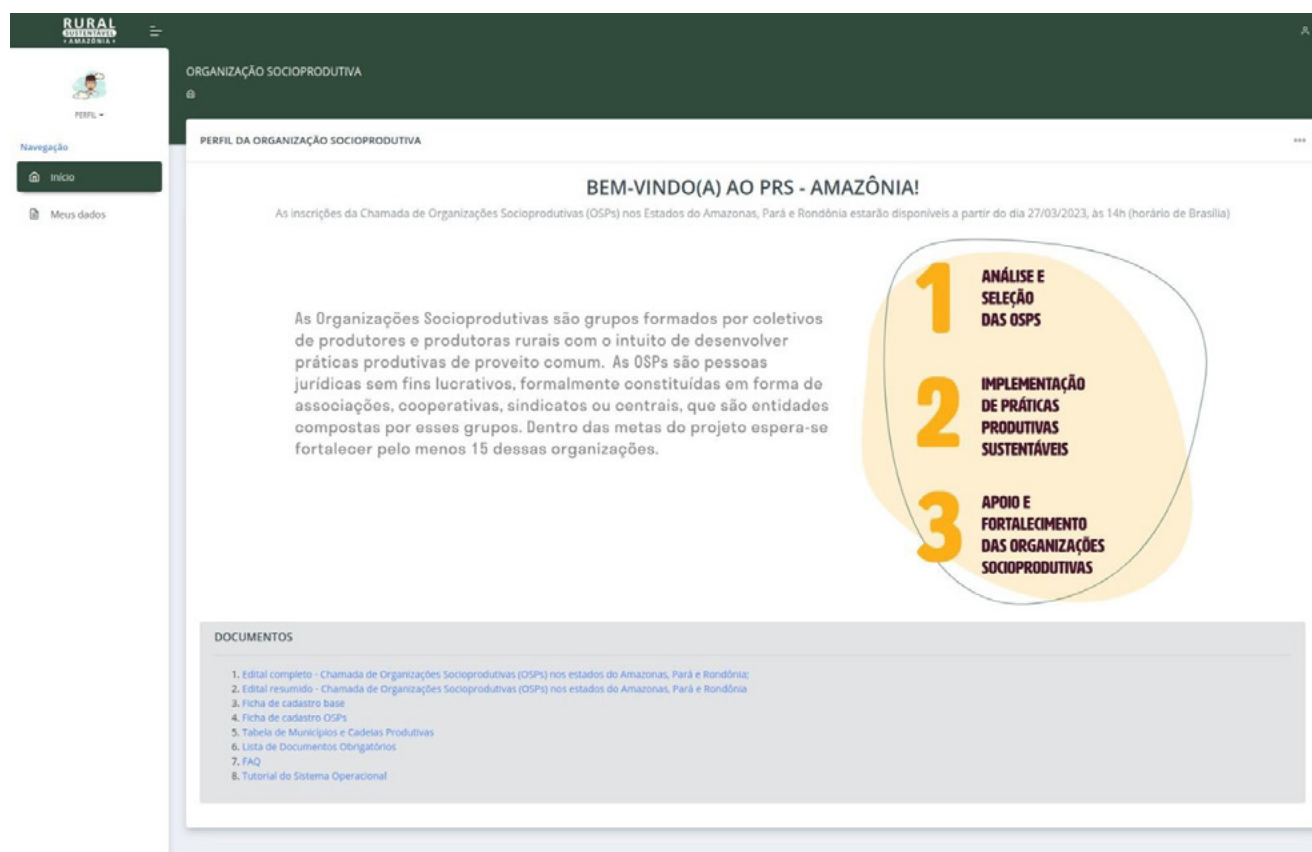 RURAL
SUSTENTÁVEL
• AMAZÔNIA •
ORGANIZAÇÃO SOCIOPRODUTIVA
PERFIL
Navegação
Início
Meus dados
PERFIL DA ORGANIZAÇÃO SOCIOPRODUTIVA
BEM-VINDO(A) AO PRS - AMAZÔNIA!
As inscrições da Chamada de Organizações Socioprodutivas (OSPs) nos Estados do Amazonas, Pará e Rondônia estarão disponíveis a partir do dia 27/03/2023, às 14h (horário de Brasília)
As Organizações Socioprodutivas são grupos formados por coletivos
de produtores e produtoras rurais com o intuito de desenvolver
práticas produtivas de proveito comum. As OSPs são pessoas
jurídicas sem fins lucrativos, formalmente constituídas em forma de
associações, cooperativas, sindicatos ou centrais, que são entidades
compostas por esses grupos. Dentro das metas do projeto espera-se
fortalecer pelo menos 15 dessas organizações.
1
ANÁLISE E
SELEÇÃO
DAS OSPS
2
IMPLEMENTAÇÃO
DE PRÁTICAS
PRODUTIVAS
SUSTENTÁVEIS
3
APOIO E
FORTALECIMENTO
DAS ORGANIZAÇÕES
SOCIOPRODUTIVAS
DOCUMENTOS
1. Edital completo - Chamada de Organizações Socioprodutivas (OSPs) nos estados do Amazonas, Pará e Rondônia;
2. Edital resumido - Chamada de Organizações Socioprodutivas (OSPs) nos estados do Amazonas, Pará e Rondônia
3. Ficha de cadastro base
4. Ficha de cadastro OSPs
5. Tabela de Municípios e Cadeias Produtivas
6. Lista de Documentos Obrigatórios
7. FAQ
8. Tutorial do Sistema Operacional